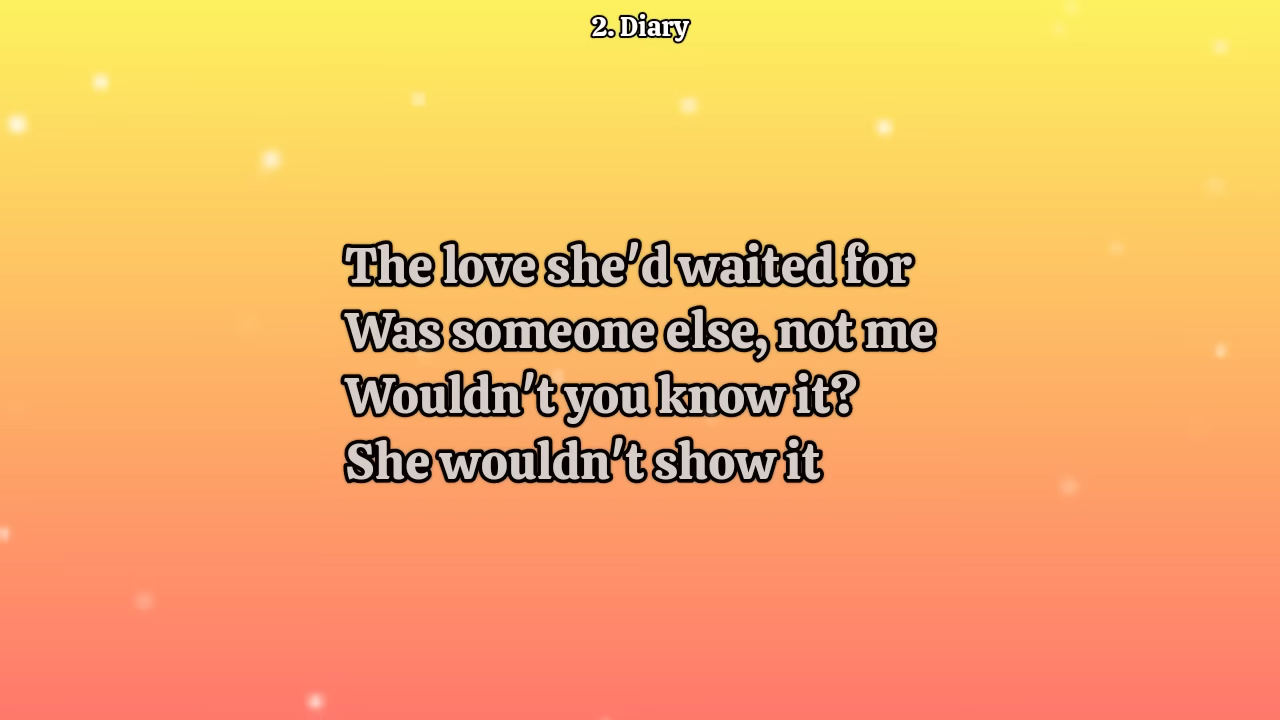 2. Diary
The love she'd waited for
Was someone else, not me
Wouldn't you know it?
She wouldn't show it